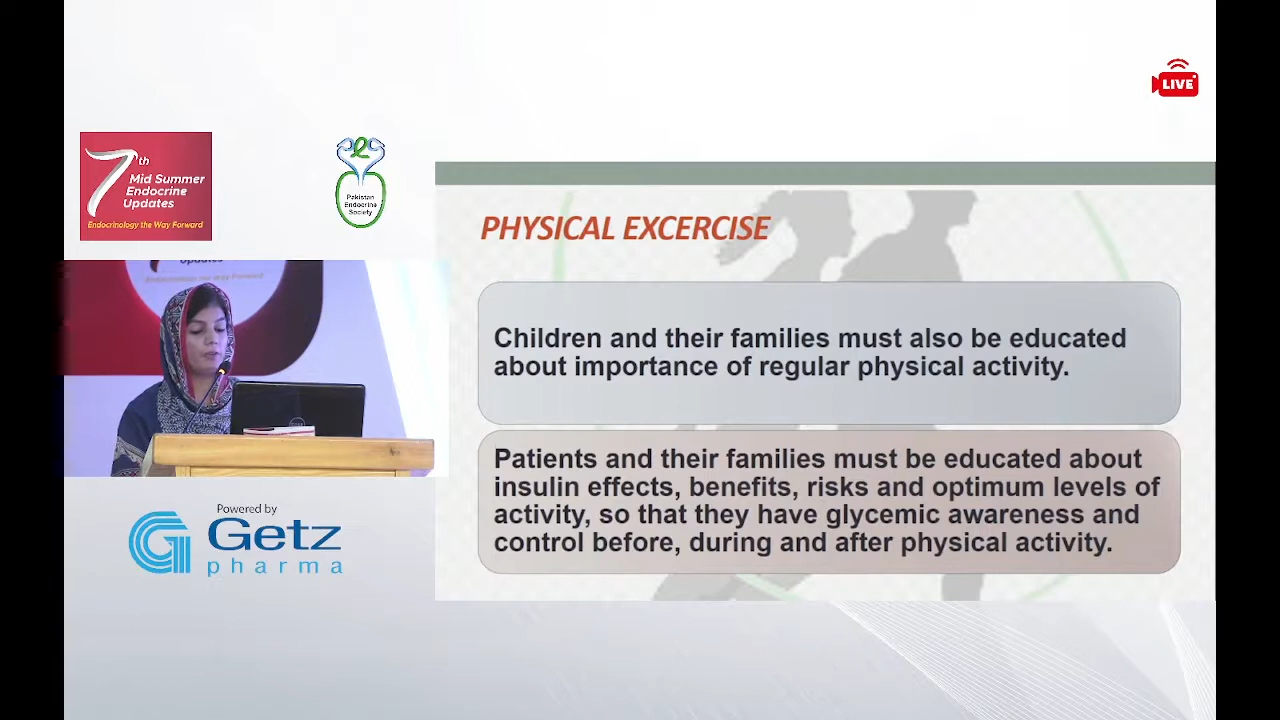 LIVE
7th
Mid Summer
Endocrine
Updates
Endocrinology the Way Forward
Pakistan
Endocrine
Society
Updates
PHYSICAL EXCERCISE
Children and their families must also be educated
about importance of regular physical activity.
Patients and their families must be educated about
insulin effects, benefits, risks and optimum levels of
activity, so that they have glycemic awareness and
control before, during and after physical activity.
Powered by
Getz
pharma